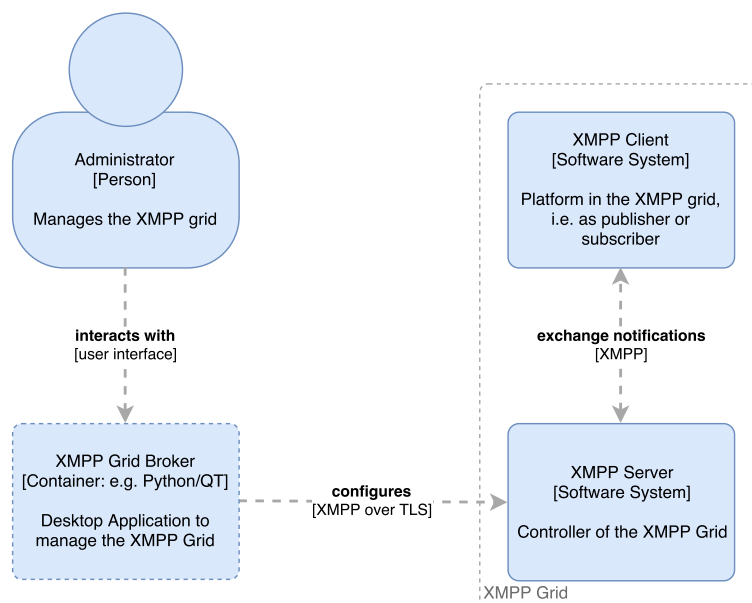 Administrator
[Person]
Manages the XMPP grid
XMPP Client
[Software System]
Platform in the XMPP grid,
i.e. as publisher or
subscriber
interacts with
[user interface]
exchange notifications
[XMPP]
XMPP Grid Broker
[Container: e.g. Python/QT]
Desktop Application to
manage the XMPP Grid
configures
[XMPP over TLS]
XMPP Server
[Software System]
Controller of the XMPP Grid
XMPP Grid